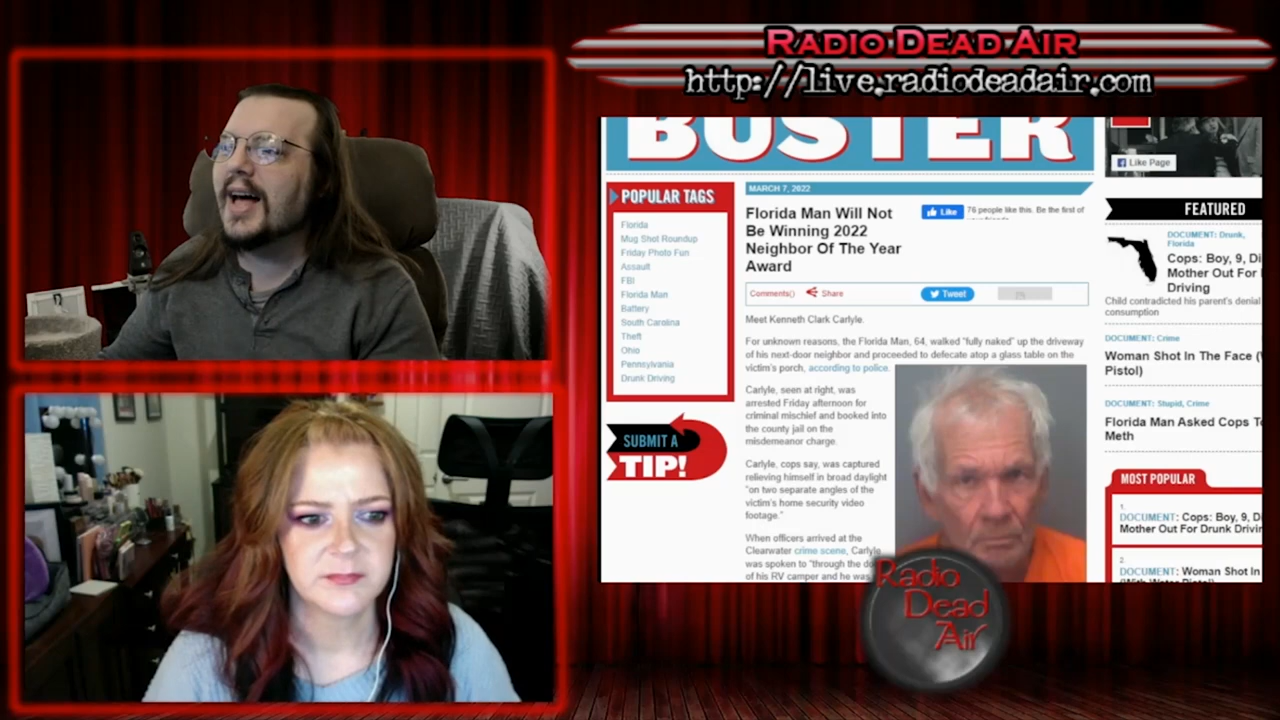 RADIO DEAD AIR
http://live.radiodeadair.com
BUSTER
POPULAR TAGS
Florida
Mug Shot Roundup
Friday Photo Fun
Assault
FBI
Florida Man
Battery
South Carolina
Theft
Ohio
Pennsylvania
Drunk Driving
SUBMIT A
TIP!
MARCH 7, 2022
Florida Man Will Not
Be Winning 2022
Neighbor Of The Year
Award
Like
76 people like this. Be the first of
Comments()
Share
Tweet
Meet Kenneth Clark Carlyle.
For unknown reasons, the Florida Man, 64, walked "fully naked" up the driveway
of his next-door neighbor and proceeded to defecate atop a glass table on the
victim's porch, according to police.
Carlyle, seen at right, was
arrested Friday afternoon for
criminal mischief and booked into
the county jail on the
misdemeanor charge.
Carlyle, cops say, was captured
relieving himself in broad daylight
"on two separate angles of the
victim's home security video
footage."
When officers arrived at the
Clearwater crime scene, Carlyle
was spoken to "through the do
of his RV camper and he was
Like Page
FEATURED
DOCUMENT: Drunk,
Florida
Cops: Boy, 9, Di
Mother Out For
Driving
Child contradicted his parent's denial
consumption
DOCUMENT: Crime
Woman Shot In The Face (
Pistol)
DOCUMENT: Stupid, Crime
Florida Man Asked Cops T
Meth
MOST POPULAR
1.
DOCUMENT: Cops: Boy, 9, D
Mother Out For Drunk Drivin
2.
DOCUMENT: Woman Shot In
Radio
Dead
Air